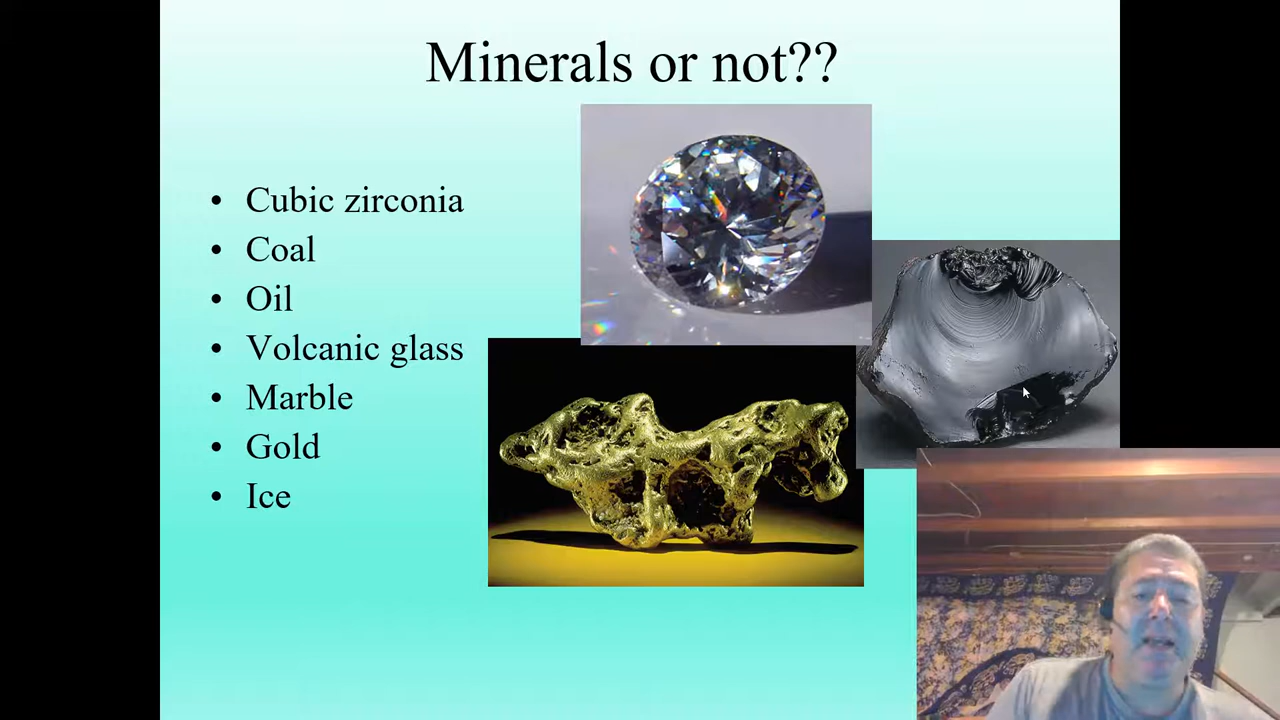 Minerals or not??
• Cubic zirconia
• Coal
• Oil
• Volcanic glass
• Marble
• Gold
• Ice